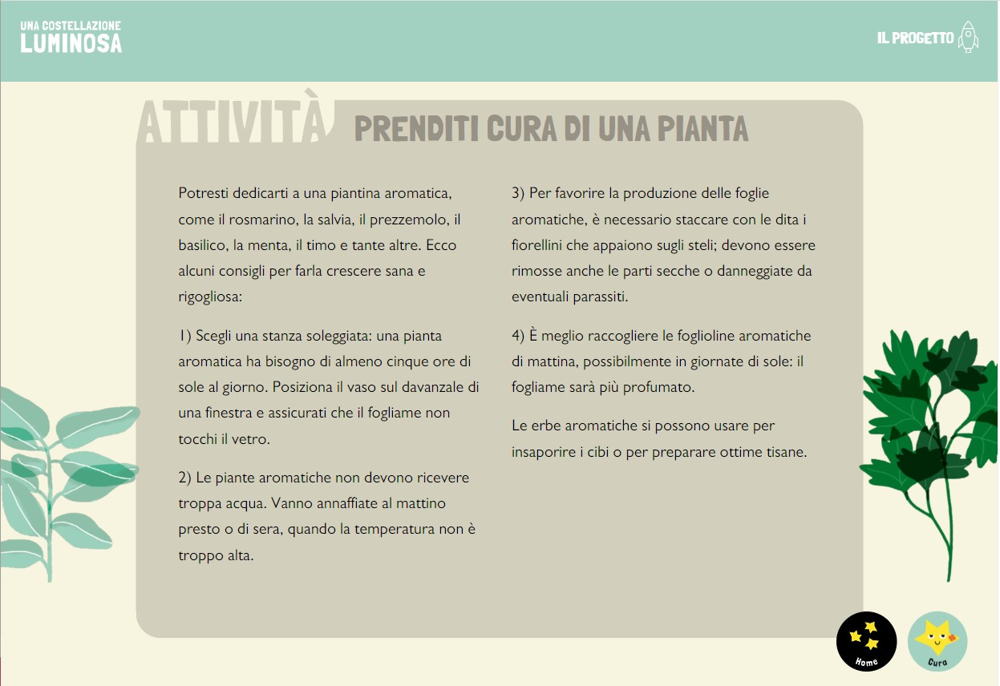 UNA COSTELLAZIONE
LUMINOSA
IL PROGETTO
ATTIVITÀ
PRENDITI CURA DI UNA PIANTA
Potresti dedicarti a una piantina aromatica,
come il rosmarino, la salvia, il prezzemolo, il
basilico, la menta, il timo e tante altre. Ecco
alcuni consigli per farla crescere sana e
rigogliosa:
1) Scegli una stanza soleggiata: una pianta
aromatica ha bisogno di almeno cinque ore di
sole al giorno. Posiziona il vaso sul davanzale di
una finestra e assicurati che il fogliame non
tocchi il vetro.
2) Le piante aromatiche non devono ricevere
troppa acqua. Vanno annaffiate al mattino
presto o di sera, quando la temperatura non è
troppo alta.
3) Per favorire la produzione delle foglie
aromatiche, è necessario staccare con le dita i
fiorellini che appaiono sugli steli; devono essere
rimosse anche le parti secche o danneggiate da
eventuali parassiti.
4) È meglio raccogliere le foglioline aromatiche
di mattina, possibilmente in giornate di sole: il
fogliame sarà più profumato.
Le erbe aromatiche si possono usare per
insaporire i cibi o per preparare ottime tisane.
Home
Cura